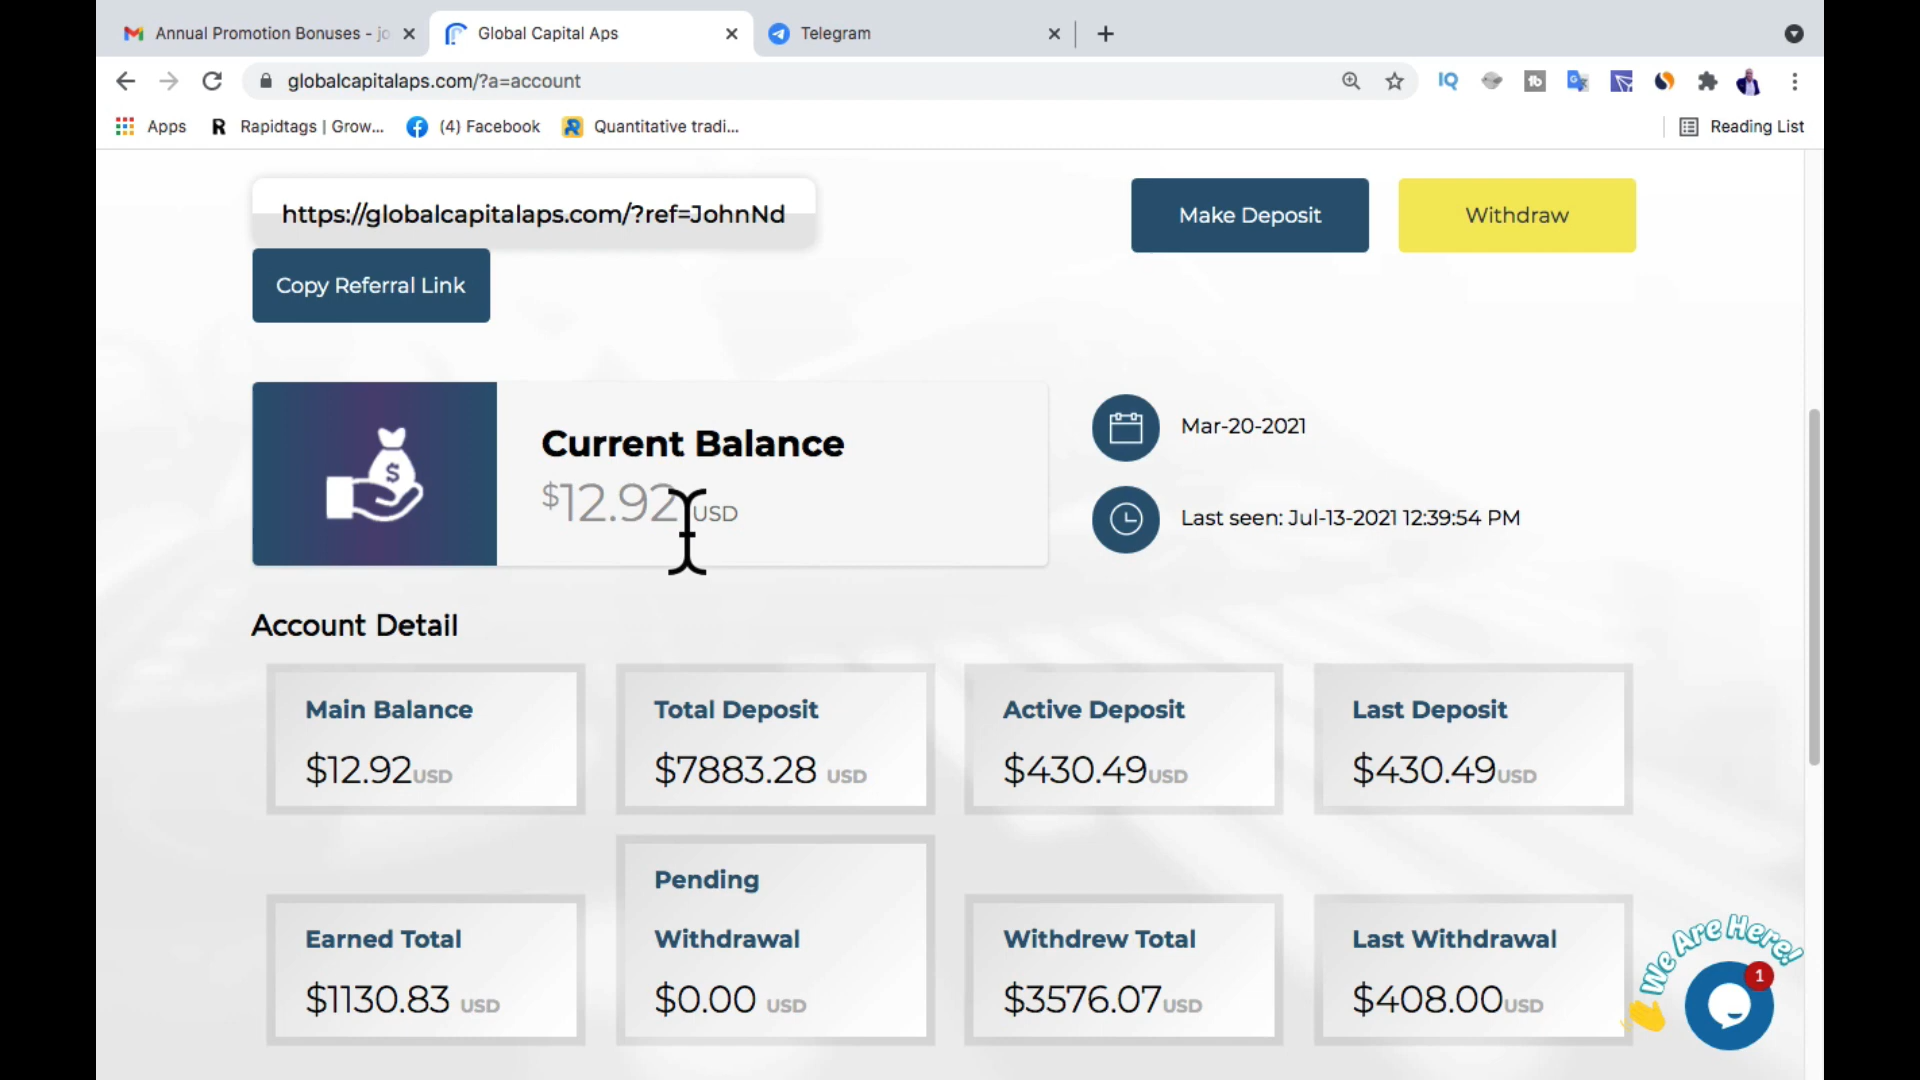 Annual Promotion Bonuses - jo
Global Capital Aps
Telegram
globalcapitalaps.com/?a=account
Apps
Rapidtags | Grow...
(4) Facebook
Quantitative tradi...
Reading List
https://globalcapitalaps.com/?ref=JohnNd
Make Deposit
Withdraw
Copy Referral Link
Current Balance
$12.92 USD
Mar-20-2021
Last seen: Jul-13-2021 12:39:54 PM
Account Detail
Main Balance
$12.92USD
Total Deposit
$7883.28 USD
Active Deposit
$430.49USD
Last Deposit
$430.49USD
Earned Total
$1130.83 USD
Pending
Withdrawal
$0.00 USD
Withdrew Total
$3576.07USD
Last Withdrawal
$408.00USD
We Are Here!
1